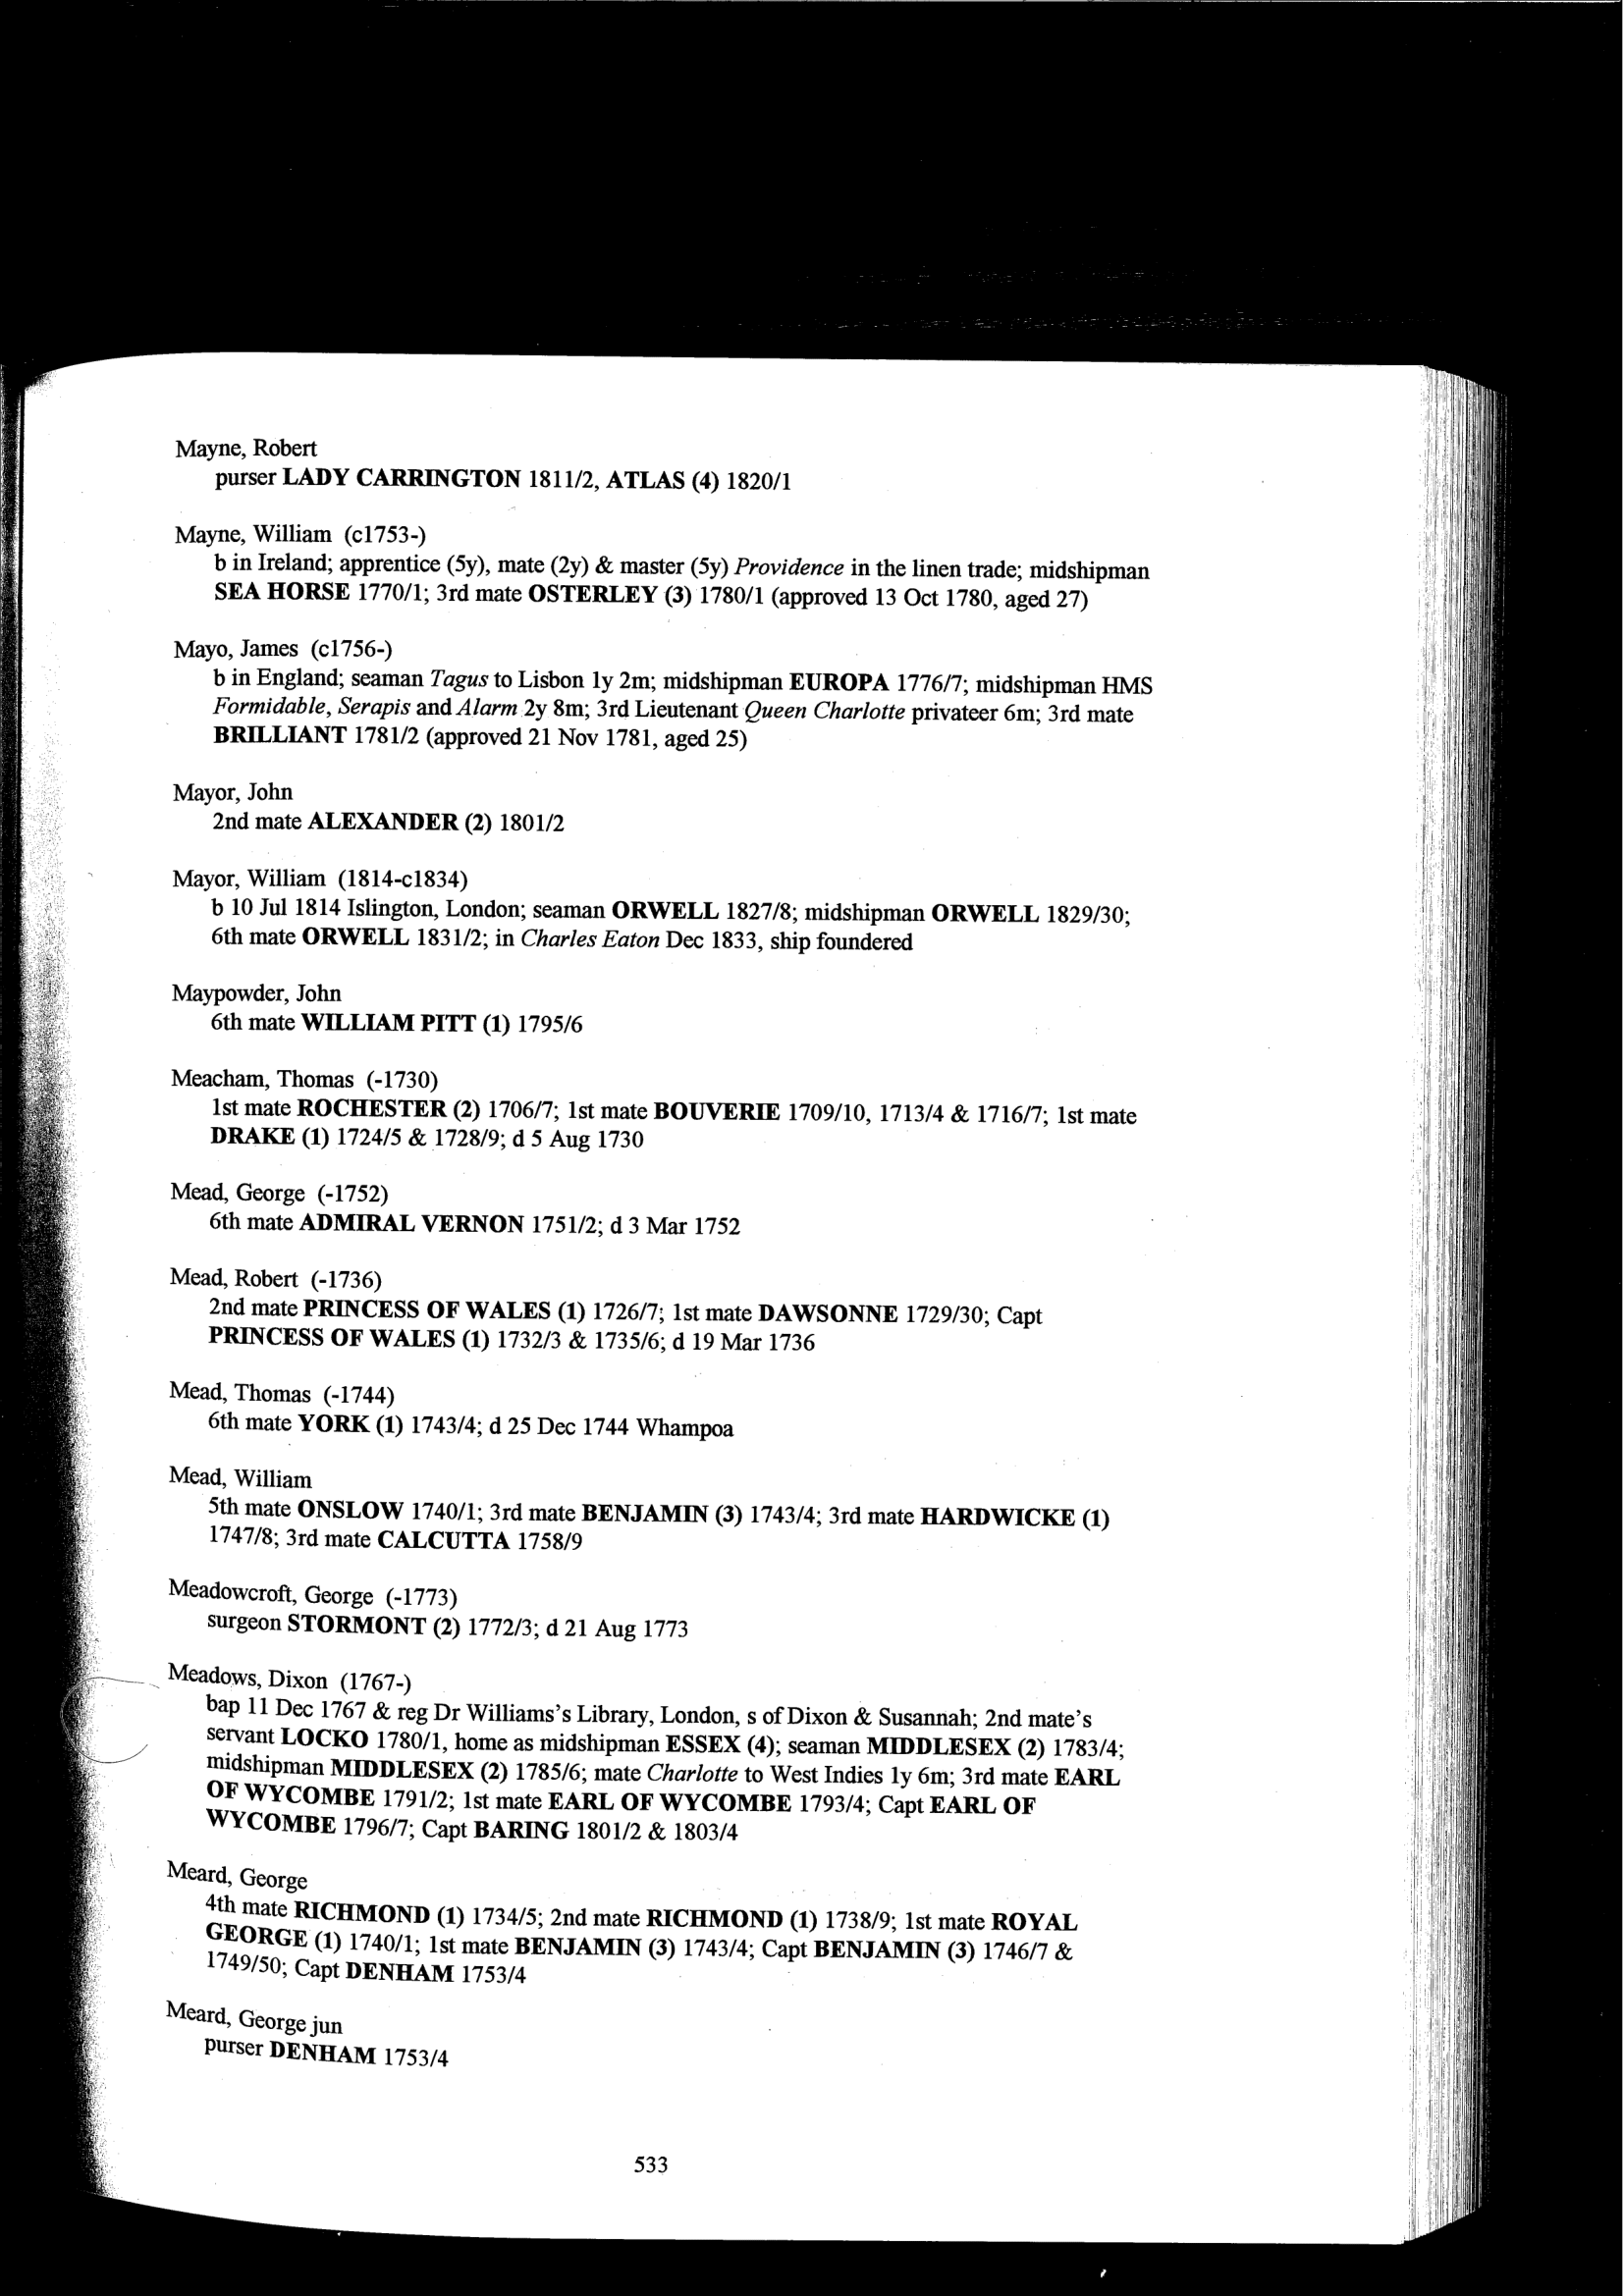 Mayne, Robert
purser LADY CARRINGTON 1811/2, ATLAS (4) 1820/1
Mayne, William (c1753-)
b in Ireland; apprentice (5y), mate (2y) & master (5y) Providence in the linen trade; midshipman
SEA HORSE 1770/1; 3rd mate OSTERLEY (3) 1780/1 (approved 13 Oct 1780, aged 27)
Mayo, James (c1756-)
b in England; seaman Tagus to Lisbon 1y 2m; midshipman EUROPA 1776/7; midshipman HMS
Formidable, Serapis and Alarm 2y 8m; 3rd Lieutenant Queen Charlotte privateer 6m; 3rd mate
BRILLIANT 1781/2 (approved 21 Nov 1781, aged 25)
Mayor, John
2nd mate ALEXANDER (2) 1801/2
Mayor, William (1814-c1834)
b 10 Jul 1814 Islington, London; seaman ORWELL 1827/8; midshipman ORWELL 1829/30;
6th mate ORWELL 1831/2; in Charles Eaton Dec 1833, ship foundered
Maypowder, John
6th mate WILLIAM PITT (1) 1795/6
Meacham, Thomas (-1730)
1st mate ROCHESTER (2) 1706/7; 1st mate BOUVERIE 1709/10, 1713/4 & 1716/7; 1st mate
DRAKE (1) 1724/5 & 1728/9; d 5 Aug 1730
Mead, George (-1752)
6th mate ADMIRAL VERNON 1751/2; d 3 Mar 1752
Mead, Robert (-1736)
2nd mate PRINCESS OF WALES (1) 1726/7; 1st mate DAWSONNE 1729/30; Capt
PRINCESS OF WALES (1) 1732/3 & 1735/6; d 19 Mar 1736
Mead, Thomas (-1744)
6th mate YORK (1) 1743/4; d 25 Dec 1744 Whampoa
Mead, William
5th mate ONSLOW 1740/1; 3rd mate BENJAMIN (3) 1743/4; 3rd mate HARDWICKE (1)
1747/8; 3rd mate CALCUTTA 1758/9
Meadowcroft, George (-1773)
surgeon STORMONT (2) 1772/3; d 21 Aug 1773
Meadows, Dixon (1767-)
bap 11 Dec 1767 & reg Dr Williams's Library, London, s of Dixon & Susannah; 2nd mate's
servant LOCKO 1780/1, home as midshipman ESSEX (4); seaman MIDDLESEX (2) 1783/4;
midshipman MIDDLESEX (2) 1785/6; mate Charlotte to West Indies 1y 6m; 3rd mate EARL
OF WYCOMBE 1791/2; 1st mate EARL OF WYCOMBE 1793/4; Capt EARL OF
WYCOMBE 1796/7; Capt BARING 1801/2 & 1803/4
Meard, George
4th mate RICHMOND (1) 1734/5; 2nd mate RICHMOND (1) 1738/9; 1st mate ROYAL
GEORGE (1) 1740/1; 1st mate BENJAMIN (3) 1743/4; Capt BENJAMIN (3) 1746/7 &
1749/50; Capt DENHAM 1753/4
Meard, George jun
purser DENHAM 1753/4
533